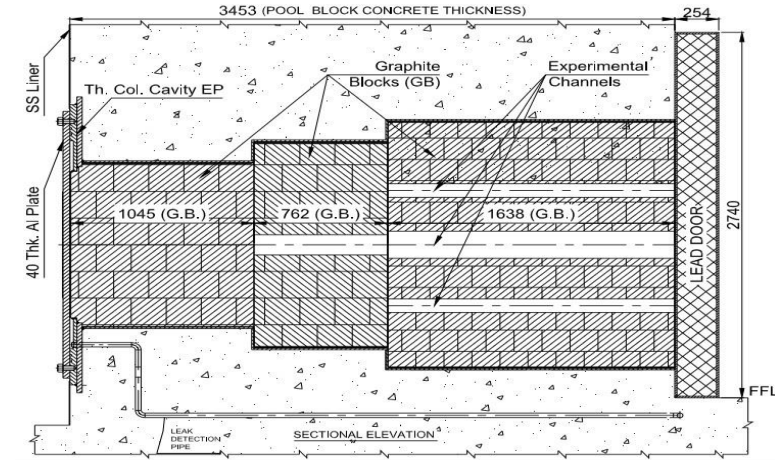 3453 (POOL BLOCK CONCRETE THICKNESS)
254
SS Liner
Th. Col. Cavity EP
Graphite
Blocks (GB)
Experimental
Channels
40 Thk. Al Plate
1045 (G.B.)
762 (G.B.)
1638 (G.B.)
LEAD DOOR
2740
FFL
LEAK
DETECTION
PIPE
SECTIONAL ELEVATION